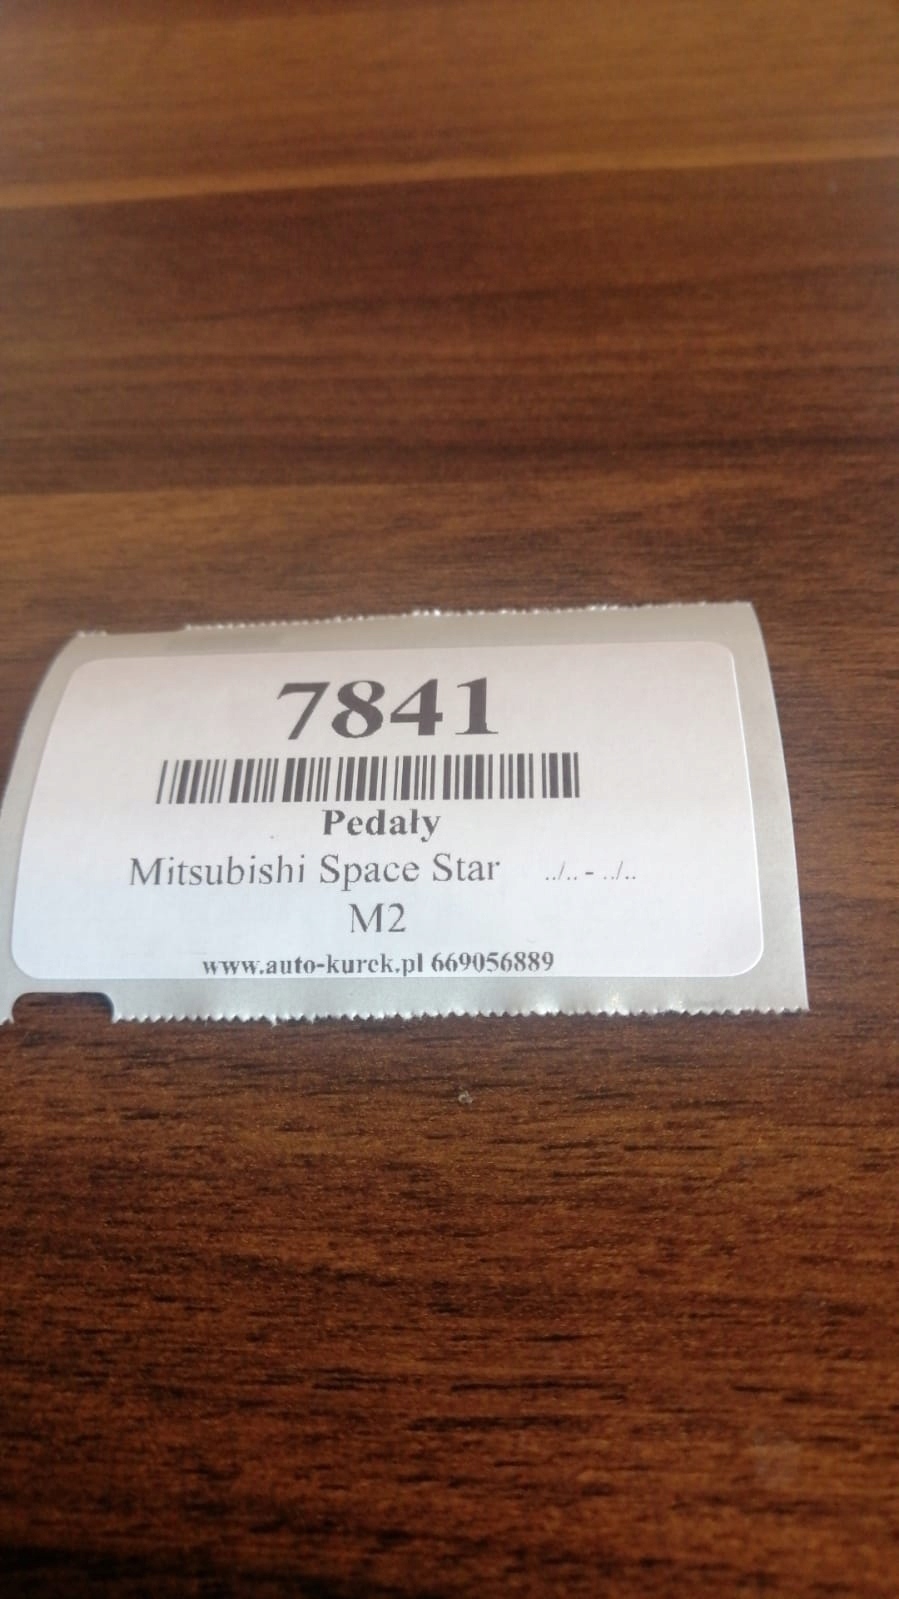 7841
Pedały
Mitsubishi Space Star ../.. - ../..
M2
www.auto-kurek.pl 669056889